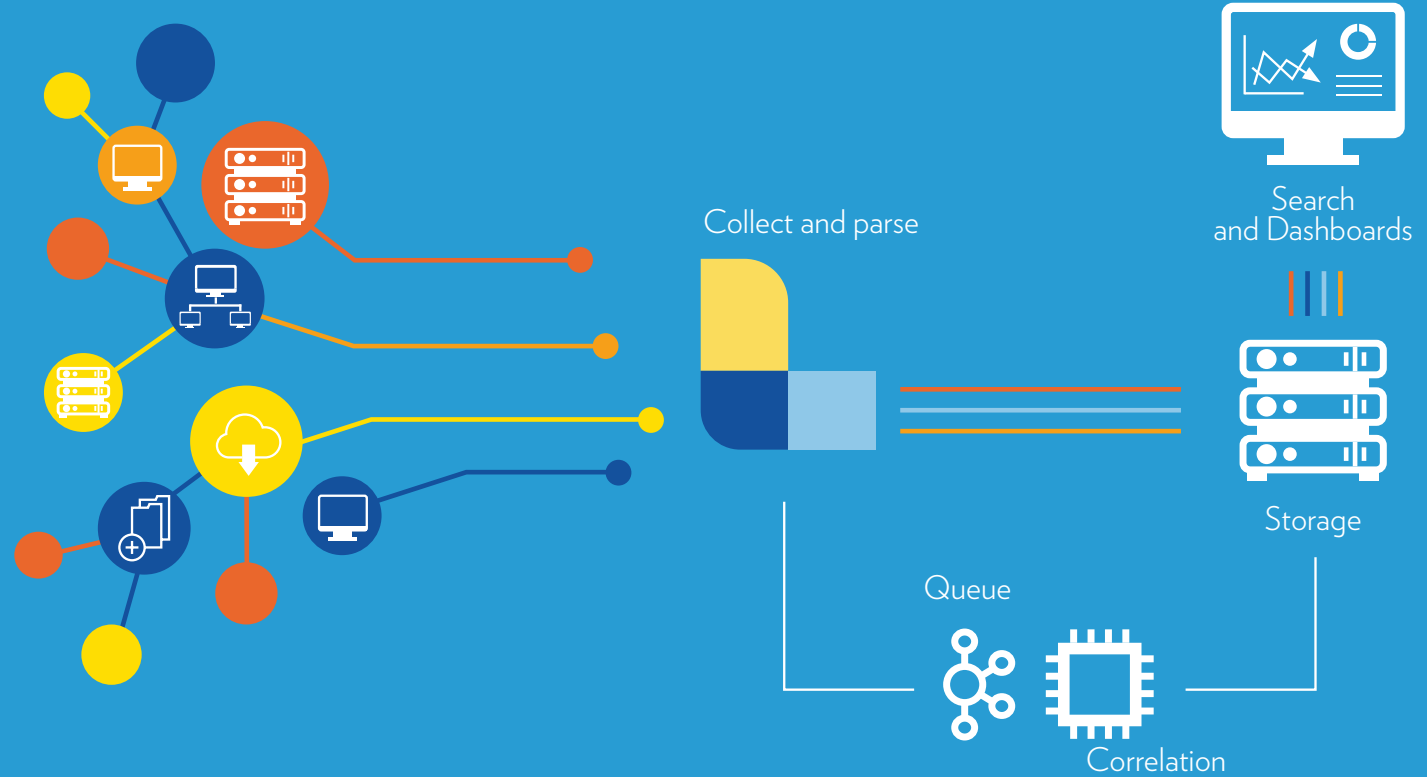 Collect and parse
Search
and Dashboards
Storage
Queue
Correlation